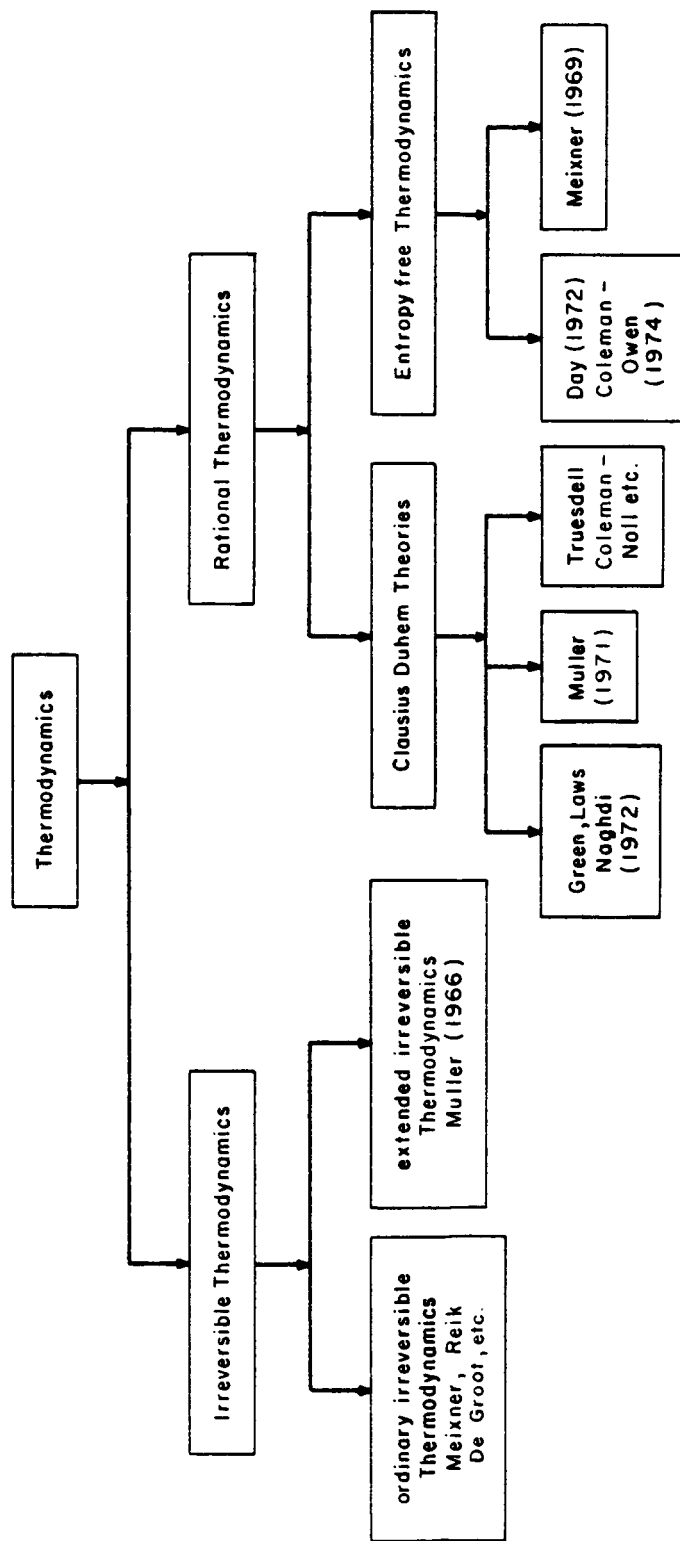 Thermodynamics
Irreversible Thermodynamics
Rational Thermodynamics
ordinary irreversible
Thermodynamics
Meixner, Reik
De Groot, etc.
extended irreversible
Thermodynamics
Muller (1966)
Clausius Duhem Theories
Entropy free Thermodynamics
Green, Laws
Naghdi
(1972)
Muller
(1971)
Truesdell
Coleman-
Noll etc.
Day (1972)
Coleman-
Owen
(1974)
Meixner (1969)